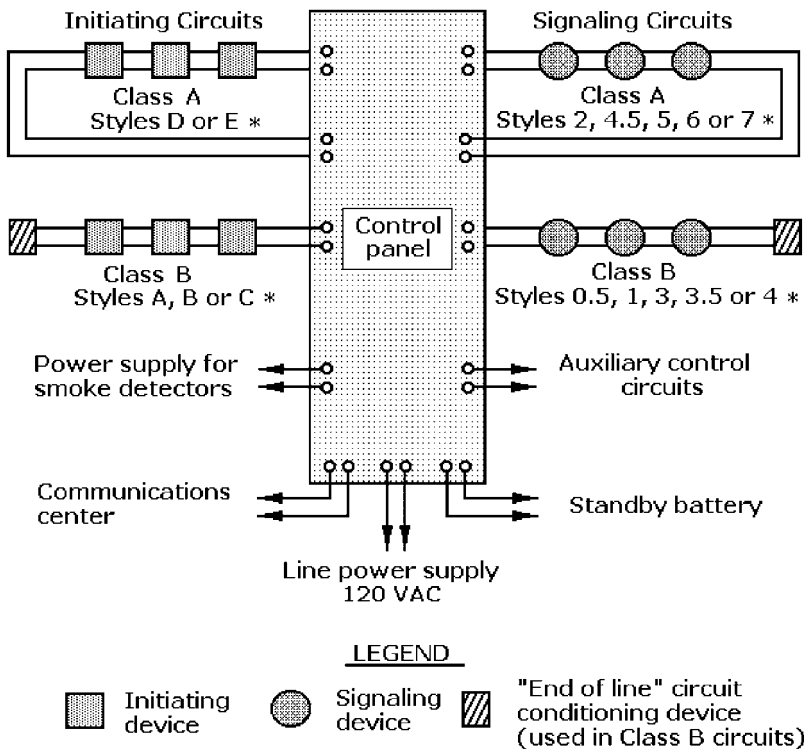 Initiating Circuits
Signaling Circuits
Class A
Styles D or E *
Class A
Styles 2, 4.5, 5, 6 or 7 *
Control
panel
Class B
Styles A, B or C *
Class B
Styles 0.5, 1, 3, 3.5 or 4 *
Power supply for
smoke detectors
Auxiliary control
circuits
Communications
center
Standby battery
Line power supply
120 VAC
LEGEND
Initiating
device
Signaling
device
"End of line" circuit
conditioning device
(used in Class B circuits)